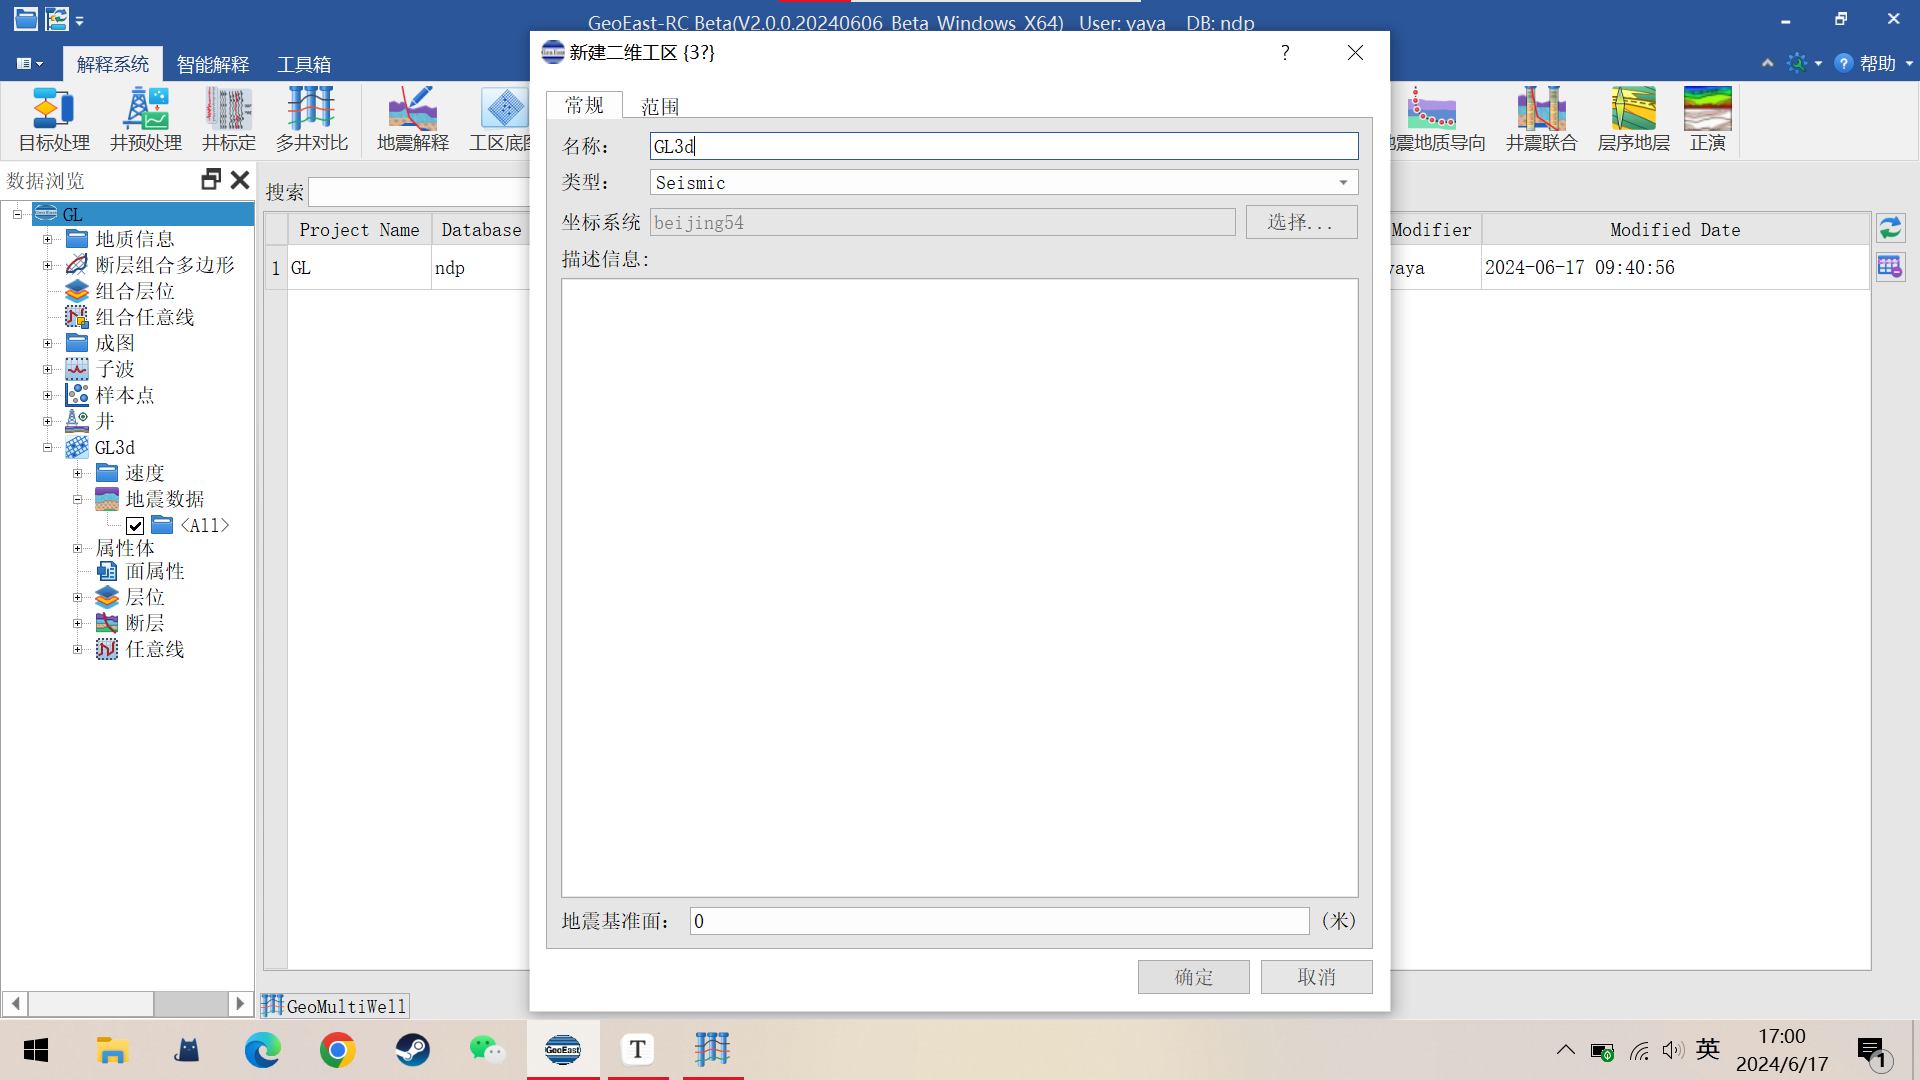 GeoEast-RC Beta(V2.0.0.20240606_Beta_Windows_X64) User: yaya DB: ndp
解释系统 智能解释 工具箱
帮助
目标处理 井预处理 井标定 多井对比 地震解释 工区底图 地震地质导向 井震联合 层序地层 正演
新建二维工区 {3?}
常规 范围
名称: GL3d
类型: Seismic
坐标系统 beijing54 选择...
描述信息:
地震基准面: 0 (米)
确定 取消
数据浏览
GL
地质信息
断层组合多边形
组合层位
组合任意线
成图
子波
样本点
井
GL3d
速度
地震数据
<All>
属性体
面属性
层位
断层
任意线
搜索
Project Name Database Modifier Modified Date
1 GL ndp yaya 2024-06-17 09:40:56
GeoMultiWell
GeoEast
T
英
17:00
2024/6/17
1